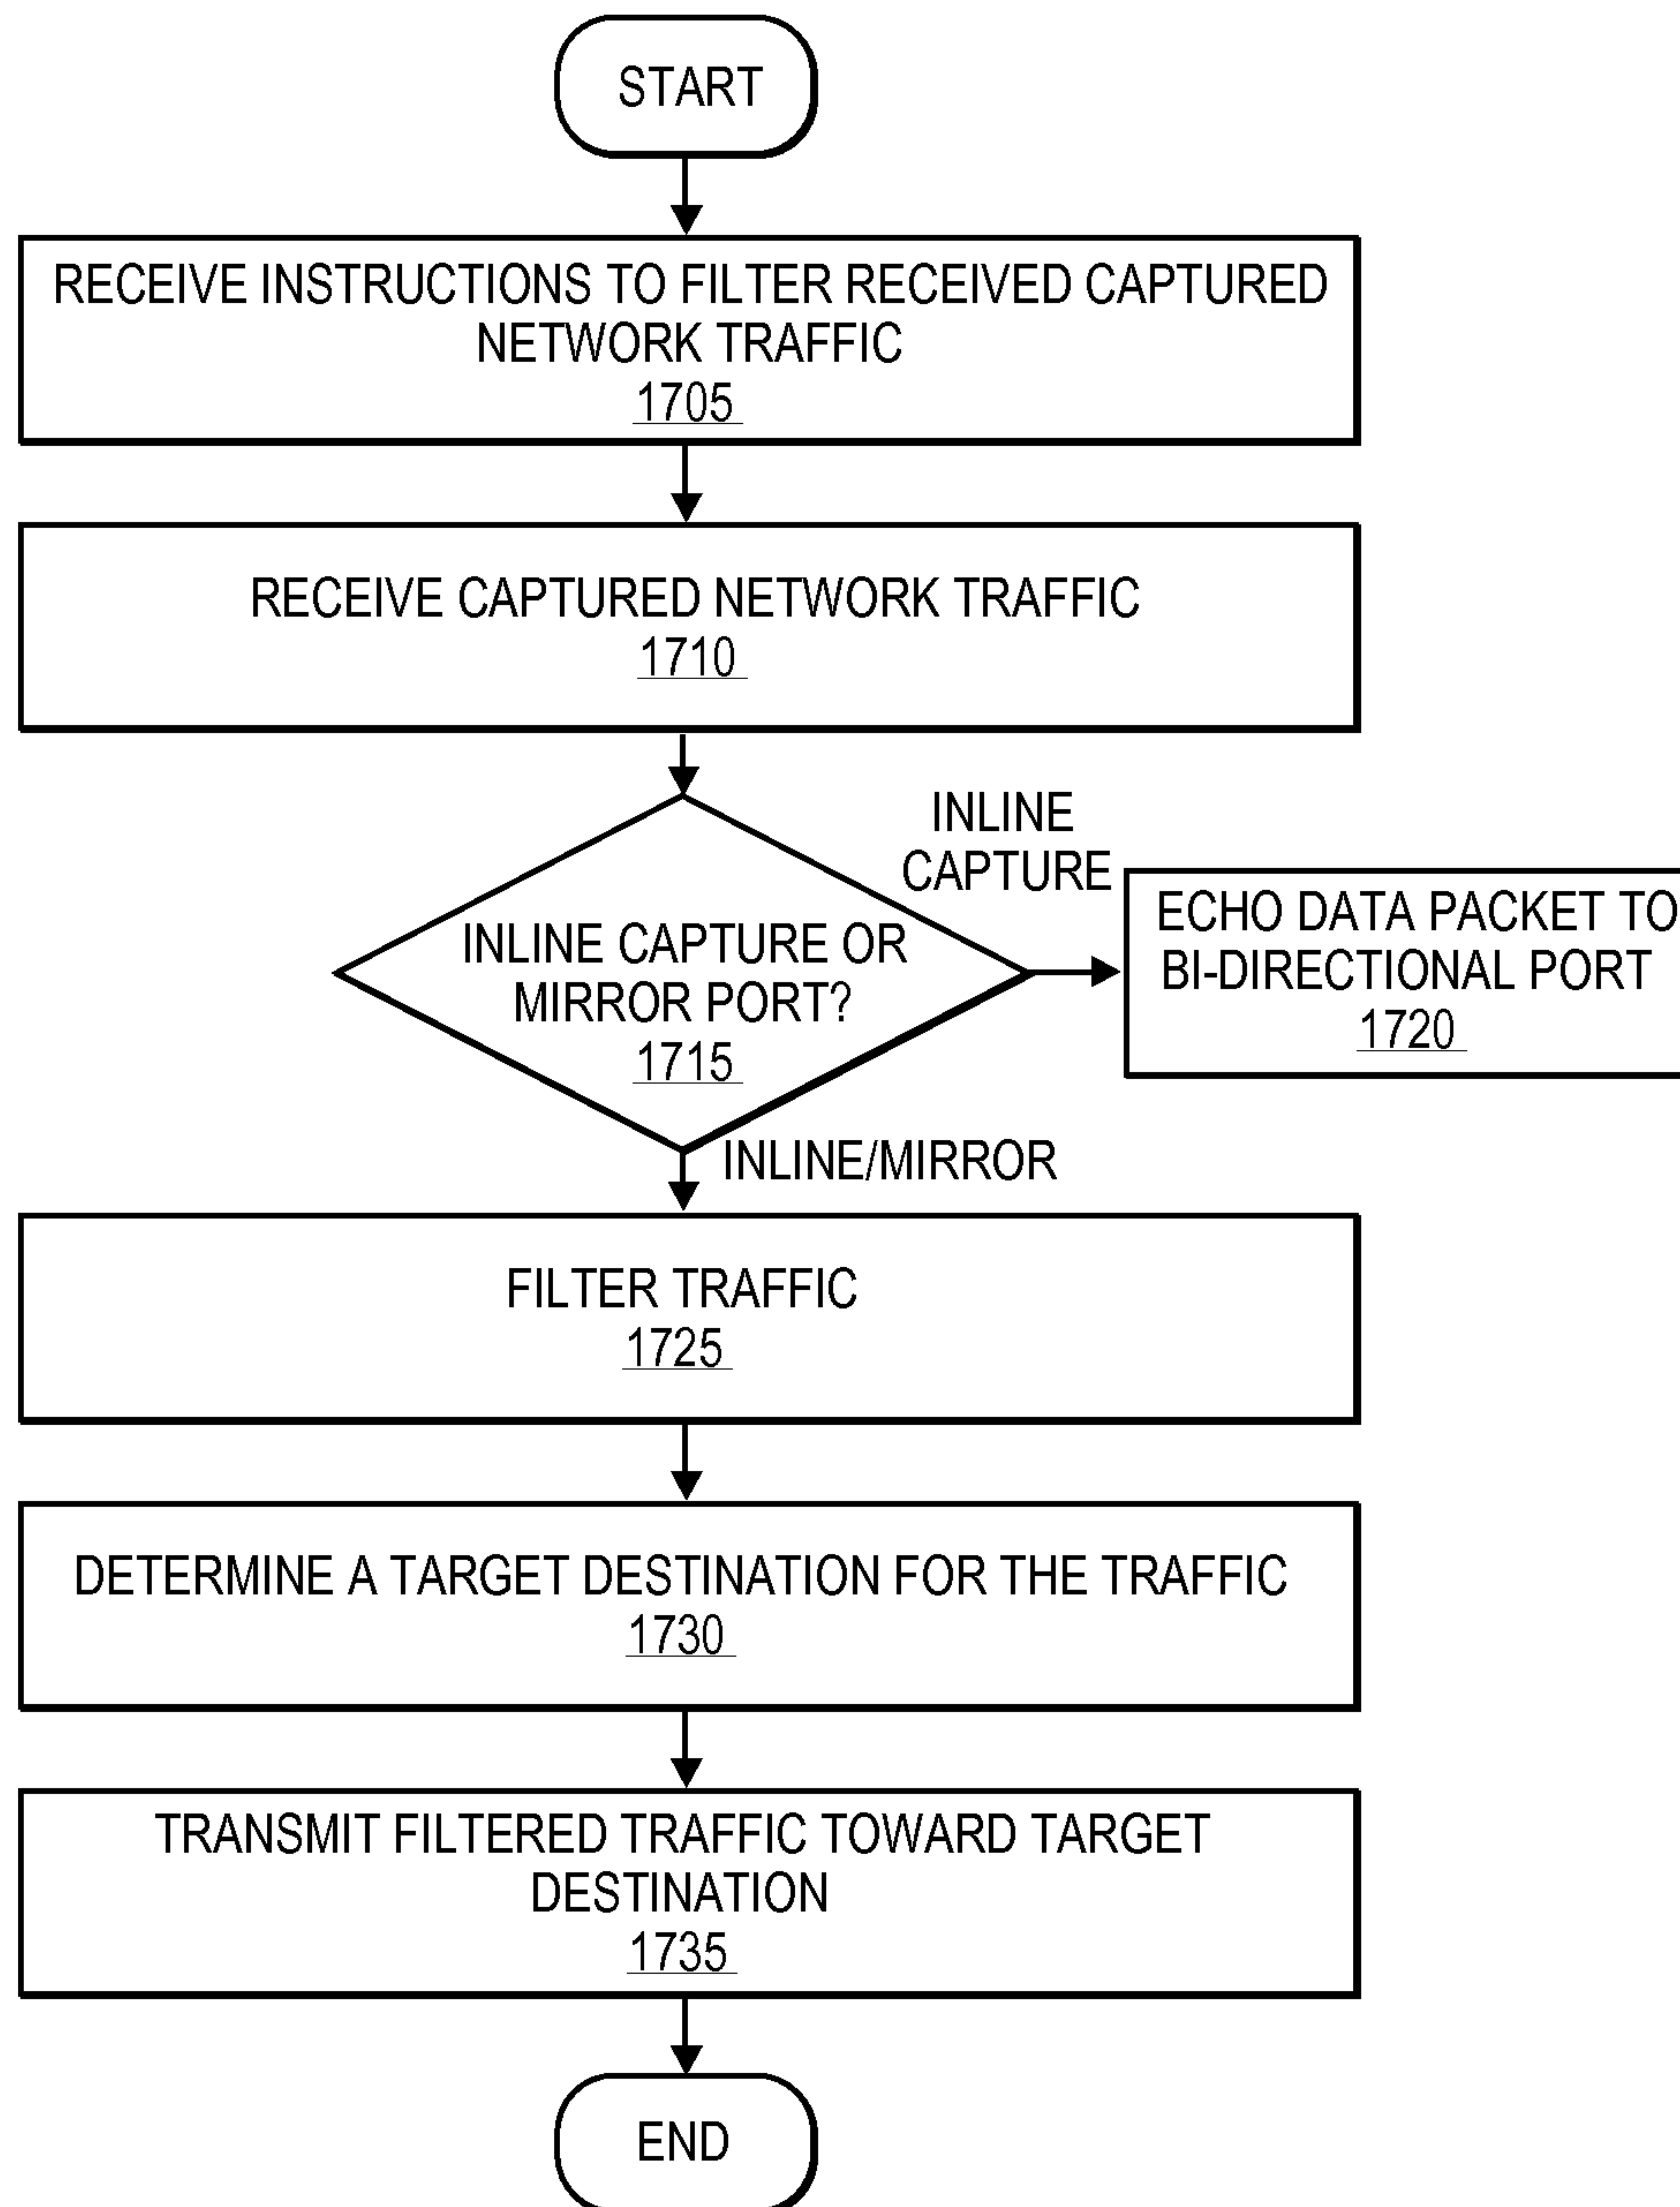 START
RECEIVE INSTRUCTIONS TO FILTER RECEIVED CAPTURED
NETWORK TRAFFIC
1705
RECEIVE CAPTURED NETWORK TRAFFIC
1710
INLINE CAPTURE OR
MIRROR PORT?
1715
INLINE
CAPTURE
ECHO DATA PACKET TO
BI-DIRECTIONAL PORT
1720
INLINE/MIRROR
FILTER TRAFFIC
1725
DETERMINE A TARGET DESTINATION FOR THE TRAFFIC
1730
TRANSMIT FILTERED TRAFFIC TOWARD TARGET
DESTINATION
1735
END